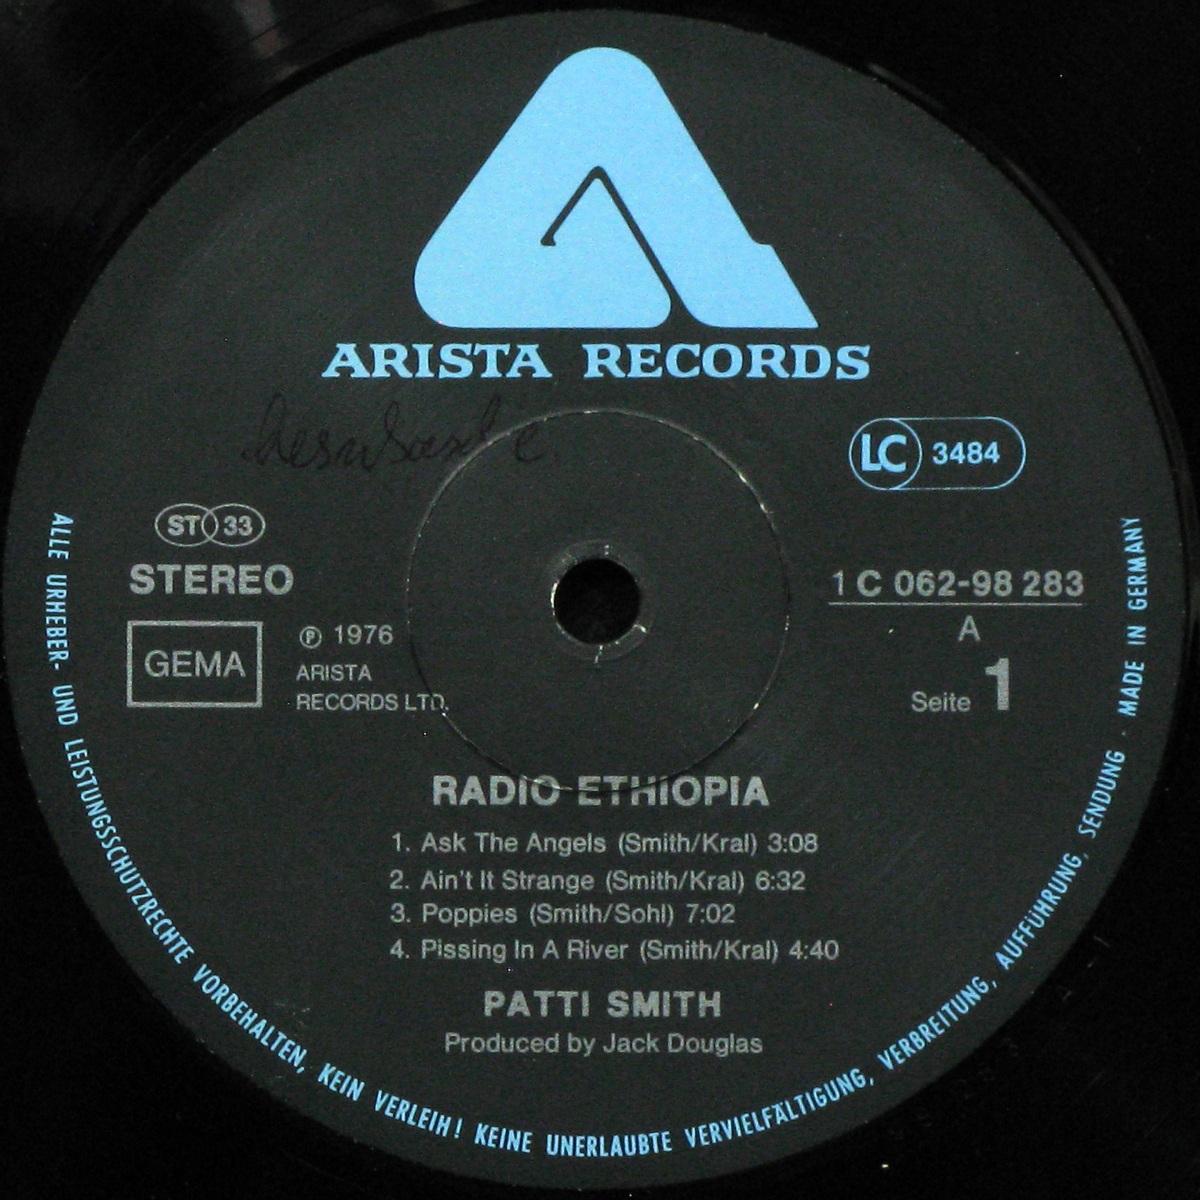 ARISTA RECORDS
LC 3484
ST 33
STEREO
GEMA
℗ 1976
ARISTA
RECORDS LTD.
1 C 062-98 283
A
Seite 1
RADIO ETHIOPIA
1. Ask The Angels (Smith/Kral) 3:08
2. Ain't It Strange (Smith/Kral) 6:32
3. Poppies (Smith/Sohl) 7:02
4. Pissing In A River (Smith/Kral) 4:40
PATTI SMITH
Produced by Jack Douglas
ALLE URHEBER- UND LEISTUNGSSCHUTZRECHTE VORBEHALTEN, KEIN VERLEIH! KEINE UNERLAUBTE VERVIELFÄLTIGUNG, VERBREITUNG, AUFFÜHRUNG, SENDUNG · MADE IN GERMANY